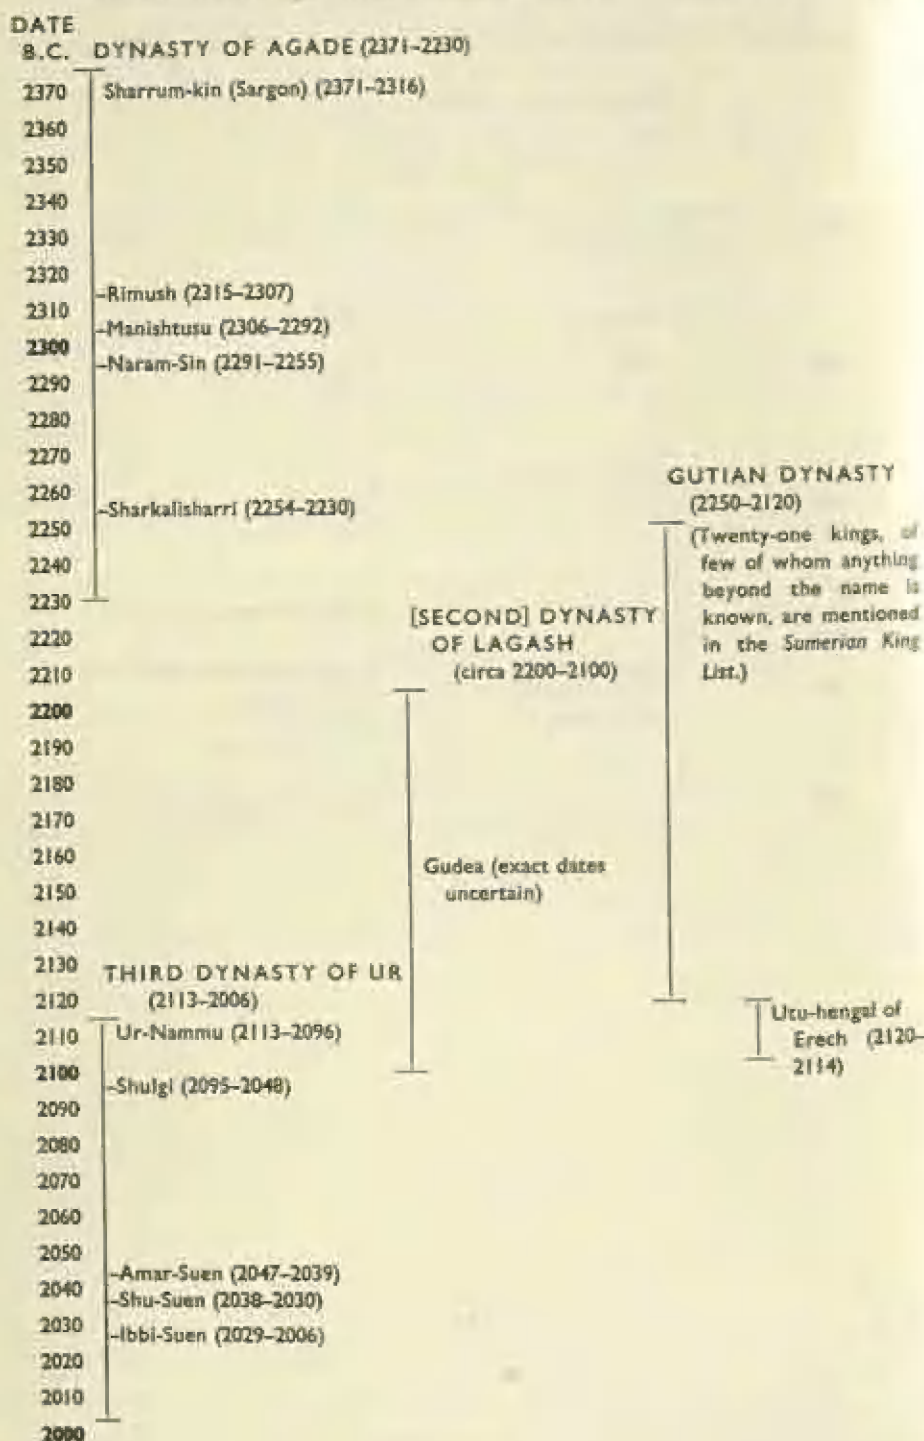 DATE
B.C. DYNASTY OF AGADE (2371–2230)
2370 Sharrum-kin (Sargon) (2371–2316)
2360
2350
2340
2330
2320
Rimush (2315–2307)
2310
Manishtusu (2306–2292)
2300
Naram-Sin (2291–2255)
2290
2280
2270
GUTIAN DYNASTY
2260
(2250–2120)
Sharkalisharri (2254–2230)
2250
(Twenty-one kings, of
few of whom anything
2240
beyond the name is
2230
known, are mentioned
[SECOND] DYNASTY
2220
in the Sumerian King
OF LAGASH
2210
(circa 2200–2100)
List.)
2200
2190
2180
2170
2160
Gudea (exact dates
uncertain)
2150
2140
2130
THIRD DYNASTY OF UR
2120
(2113–2006)
Utu-hengal of
2110
Ur-Nammu (2113–2096)
Erech (2120–
2114)
2100
Shulgi (2095–2048)
2090
2080
2070
2060
2050
Amar-Suen (2047–2039)
2040
Shu-Suen (2038–2030)
2030
Ibbi-Suen (2029–2006)
2020
2010
2000